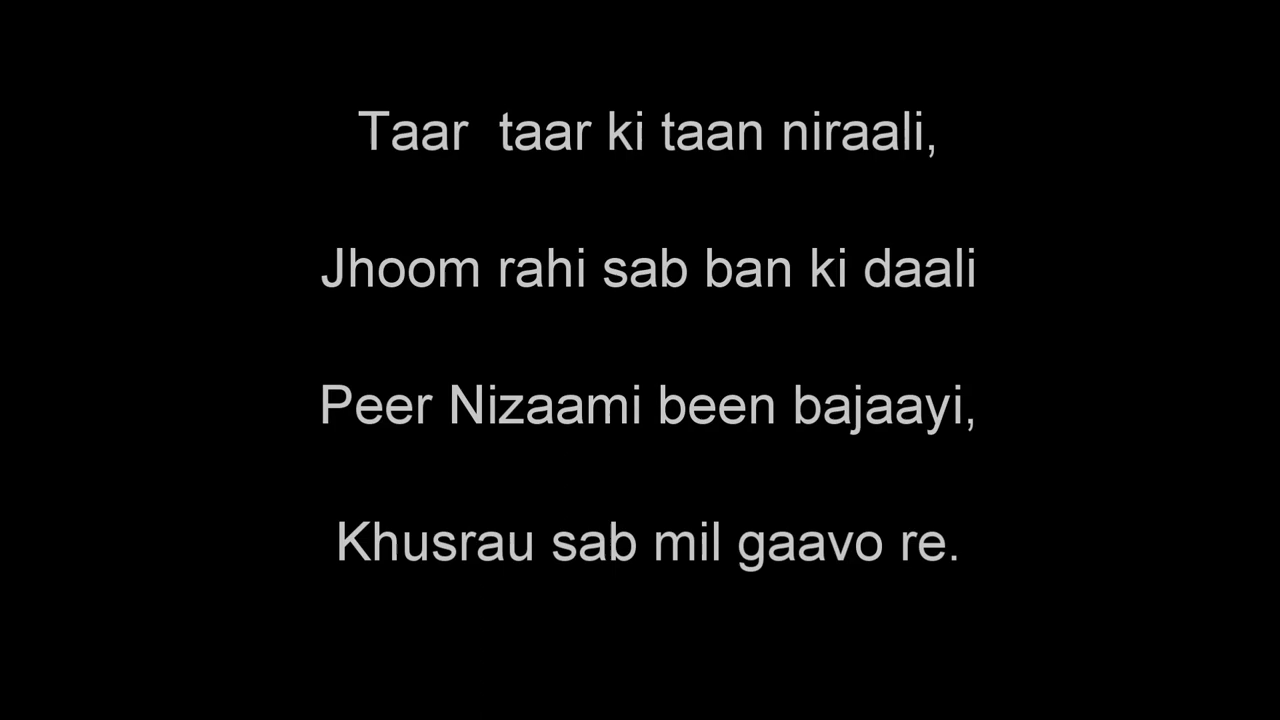 Taar  taar ki taan niraali,
Jhoom rahi sab ban ki daali
Peer Nizaami been bajaayi,
Khusrau sab mil gaavo re.